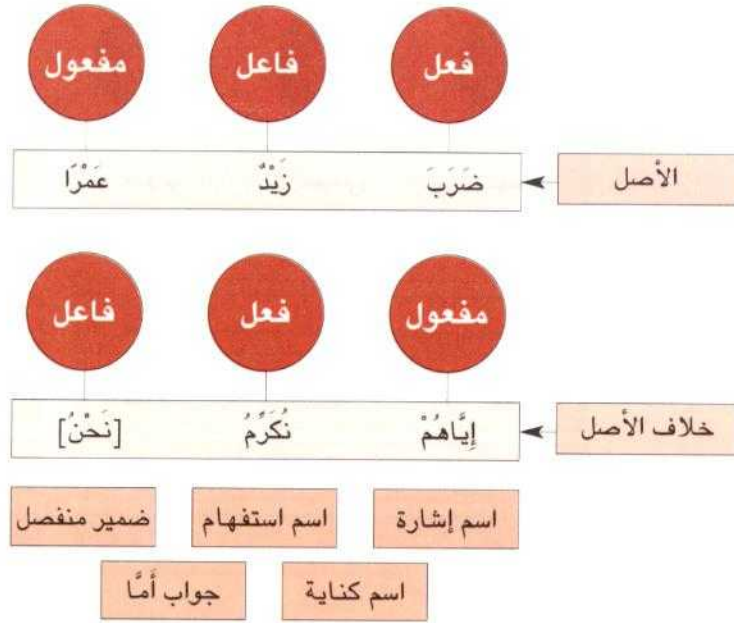 فعل فاعل مفعول
الأصل ضَرَبَ زَيْدٌ عَمْرًا
مفعول فعل فاعل
خلاف الأصل إِيَّاهُمْ نُكَرِّمُ [نَحْنُ]
اسم إشارة اسم استفهام ضمير منفصل
اسم كناية جواب أَمَّا